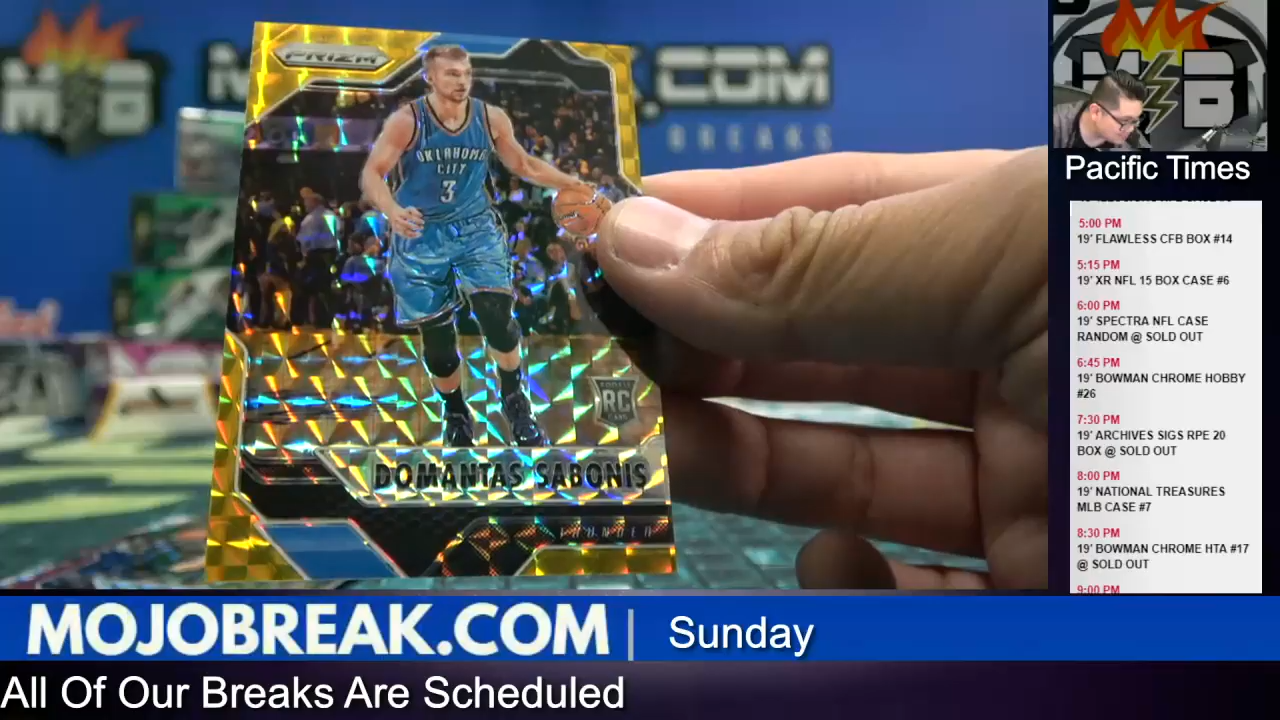 PRIZM
OKLAHOMA
CITY
3
ROOKIE
RC
CARD
DOMANTAS SABONIS
THUNDER
M B
M
K.COM
BREAKS
M B
Pacific Times
5:00 PM
19' FLAWLESS CFB BOX #14
5:15 PM
19' XR NFL 15 BOX CASE #6
6:00 PM
19' SPECTRA NFL CASE
RANDOM @ SOLD OUT
6:45 PM
19' BOWMAN CHROME HOBBY
#26
7:30 PM
19' ARCHIVES SIGS RPE 20
BOX @ SOLD OUT
8:00 PM
19' NATIONAL TREASURES
MLB CASE #7
8:30 PM
19' BOWMAN CHROME HTA #17
@ SOLD OUT
9:00 PM
MOJOBREAK.COM | Sunday
All Of Our Breaks Are Scheduled